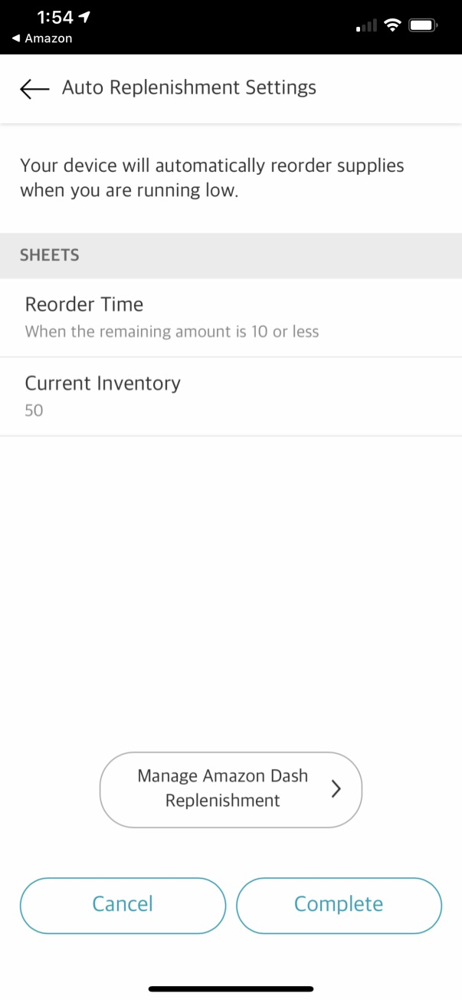 1:54
◀ Amazon
Auto Replenishment Settings
Your device will automatically reorder supplies
when you are running low.
SHEETS
Reorder Time
When the remaining amount is 10 or less
Current Inventory
50
Manage Amazon Dash
Replenishment
Cancel
Complete